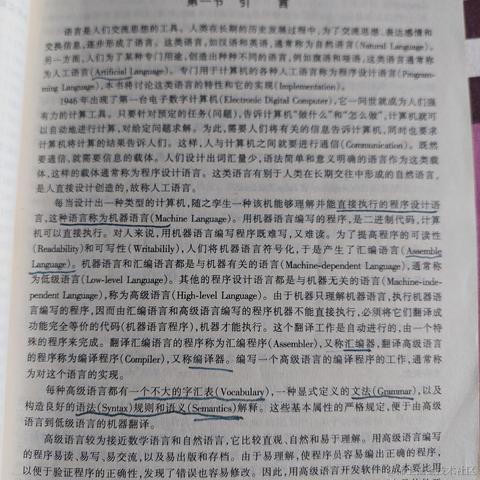 第一节 引 言
语言是人们交流思想的工具。人类在长期的历史发展过程中,为了交流思想、表达感情和
交换信息,逐步形成了语言。这类语言,如汉语和英语,通常称为自然语言(Natural Language)。
另一方面,人们为了某种专门用途,创造出种种不同的语言,例如旗语和哑语,这类语言通常称
为人工语言(Artificial Language)。专门用于计算机的各种人工语言称为程序设计语言(Program-
ming Language),本书将讨论这类语言的特性和它的实现(Implementation)。
1946年出现了第一台电子数字计算机(Electronic Digital Computer),它一问世就成为人们强
有力的计算工具。只要针对预定的任务(问题),告诉计算机“做什么”和“怎么做”,计算机就可
以自动地进行计算,对给定问题求解。为此,需要人们将有关的信息告诉计算机,同时也要求
计算机将计算的结果告诉人们。这样,人与计算机之间就要进行通信(Communication)。既然
要通信,就需要信息的载体。人们设计出词汇量少,语法简单和意义明确的语言作为这类载
体,这样的载体通常称为程序设计语言。这类语言有别于人类在长期交往中形成的自然语言,
是人直接设计创造的,故称人工语言。
每当设计出一种类型的计算机,随之孪生一种该机能够理解并能直接执行的程序设计语
言,这种语言称为机器语言(Machine Language)。用机器语言编写的程序,是二进制代码,计算
机可以直接执行。对人来说,用机器语言编写程序既难写,又难读。为了提高程序的可读性
(Readability)和可写性(Writability),人们将机器语言符号化,于是产生了汇编语言(Assemble
Language)。机器语言和汇编语言都是与机器有关的语言(Machine-dependent Language),通常称
为低级语言(Low-level Language)。其他的程序设计语言都是与机器无关的语言(Machine-inde-
pendent Language),称为高级语言(High-level Language)。由于机器只理解机器语言,执行机器语
言编写的程序,因而由汇编语言和高级语言编写的程序机器不能直接执行,必须将它们翻译成
功能完全等价的代码(机器语言程序),机器才能执行。这个翻译工作是自动进行的,由一个特
殊的程序来完成。翻译汇编语言的程序称为汇编程序(Assembler),又称汇编器,翻译高级语言
的程序称为编译程序(Compiler),又称编译器。编写一个高级语言的编译程序的工作,通常称
为对这个语言的实现。
每种高级语言都有一个不大的字汇表(Vocabulary),一种显式定义的文法(Grammar),以及
构造良好的语法(Syntax)规则和语义(Semantics)解释。这些基本属性的严格规定,便于由高级
语言到低级语言的机器翻译。
高级语言较为接近数学语言和自然语言,它比较直观、自然和易于理解。用高级语言编写
的程序易读、易写、易交流,以及易出版和存档。由于易理解,使程序员容易编出正确的程序,
以便于验证程序的正确性,发现了错误也容易修改。因此,用高级语言开发软件的成本要比用